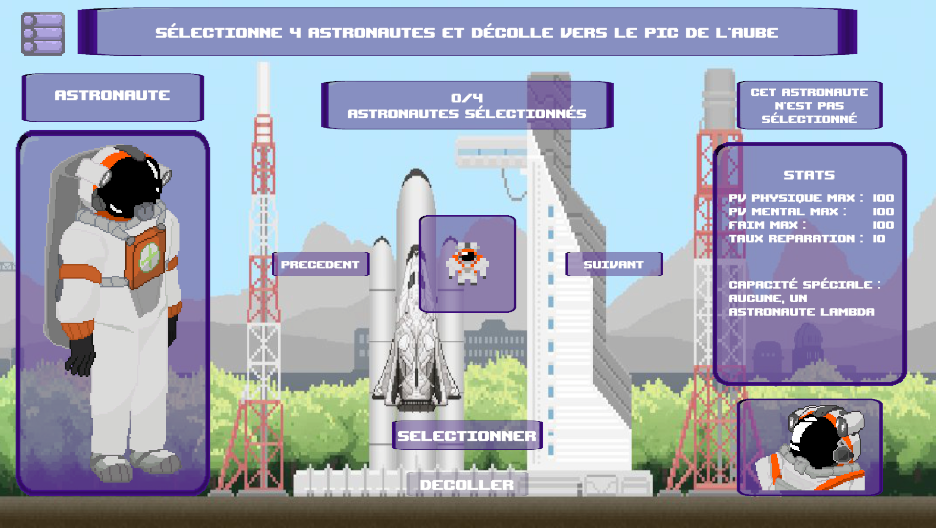 SÉLECTIONNE 4 ASTRONAUTES ET DÉCOLLE VERS LE PIC DE L'AUBE
ASTRONAUTE
0/4
ASTRONAUTES SÉLECTIONNÉS
CET ASTRONAUTE
N'EST PAS
SÉLECTIONNÉ
STATS
PV PHYSIQUE MAX : 100
PV MENTAL MAX : 100
FAIM MAX : 100
TAUX REPARATION : 10
CAPACITÉ SPÉCIALE :
AUCUNE, UN
ASTRONAUTE LAMBDA
PRECEDENT
SUIVANT
SELECTIONNER
DECOLLER